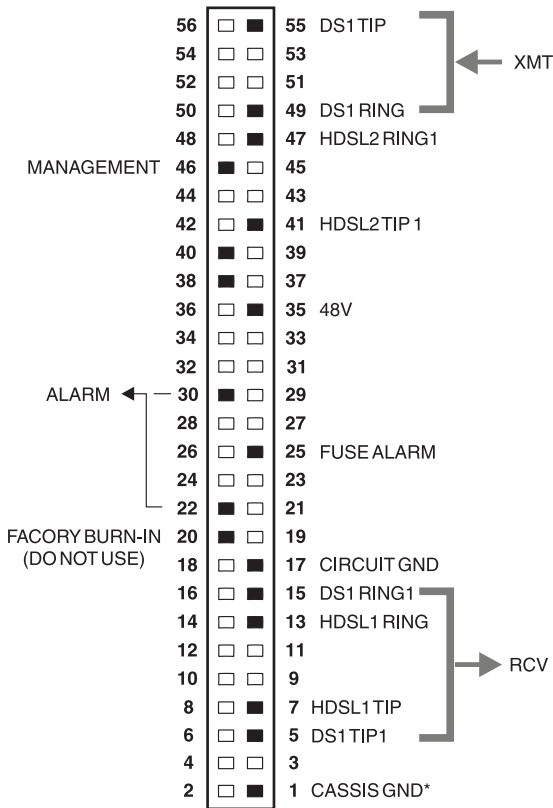 56 55 DS1 TIP
54 53 XMT
52 51
50 49 DS1 RING
48 47 HDSL2 RING1
MANAGEMENT 46 45
44 43
42 41 HDSL2 TIP 1
40 39
38 37
36 35 48V
34 33
32 31
ALARM 30 29
28 27
26 25 FUSE ALARM
24 23
22 21
FACORY BURN-IN 20 19
(DO NOT USE)
18 17 CIRCUIT GND
16 15 DS1 RING1
14 13 HDSL1 RING
12 11
10 9 RCV
8 7 HDSL1 TIP
6 5 DS1 TIP1
4 3
2 1 CASSIS GND*